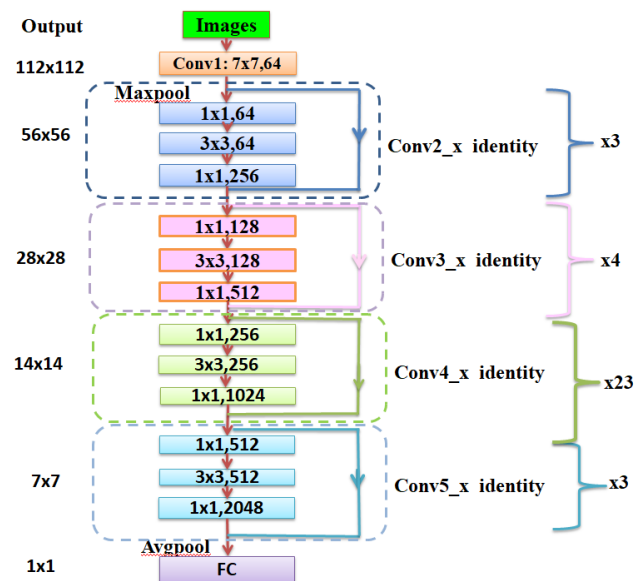 Output
Images
112x112
Conv1: 7x7,64
Maxpool
56x56
1x1,64
3x3,64
1x1,256
Conv2_x identity
x3
28x28
1x1,128
3x3,128
1x1,512
Conv3_x identity
x4
14x14
1x1,256
3x3,256
1x1,1024
Conv4_x identity
x23
7x7
1x1,512
3x3,512
1x1,2048
Conv5_x identity
x3
Avgpool
1x1
FC